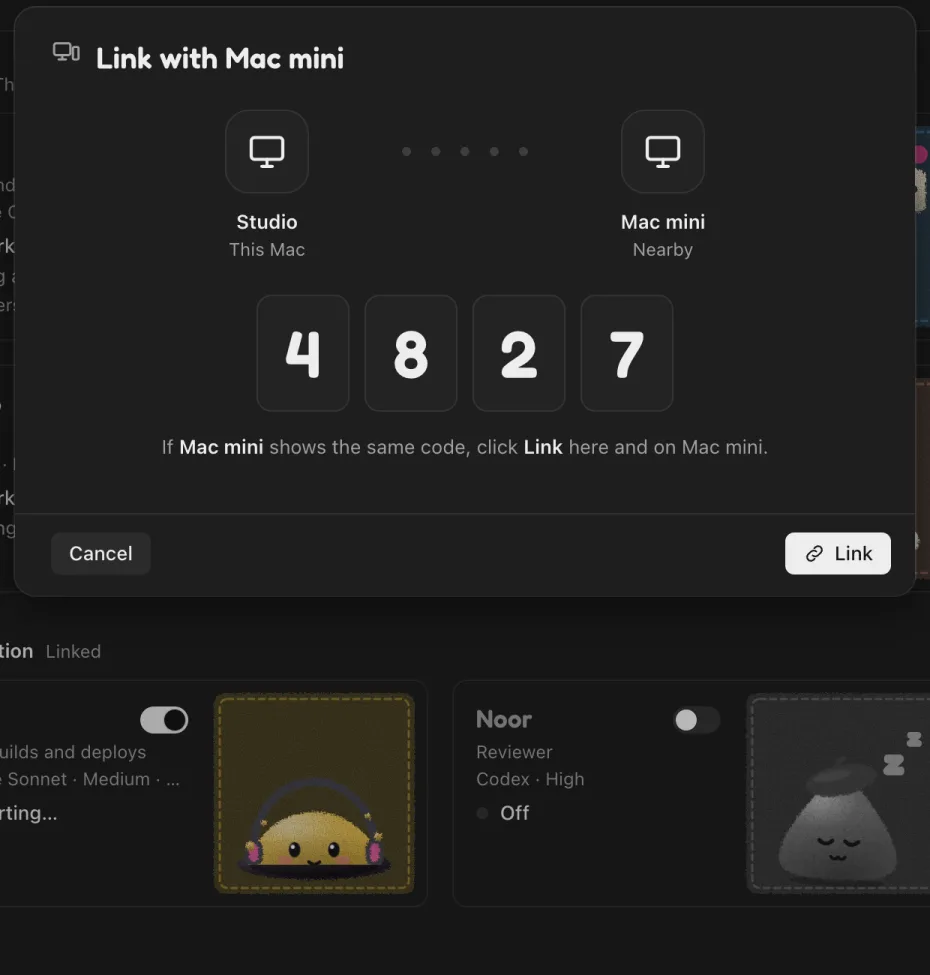 Link with Mac mini
Studio
This Mac
Mac mini
Nearby
4 8 2 7
If Mac mini shows the same code, click Link here and on Mac mini.
Cancel
Link
Linked
and deploys
Sonnet · Medium · ...
Noor
Reviewer
Codex · High
Off